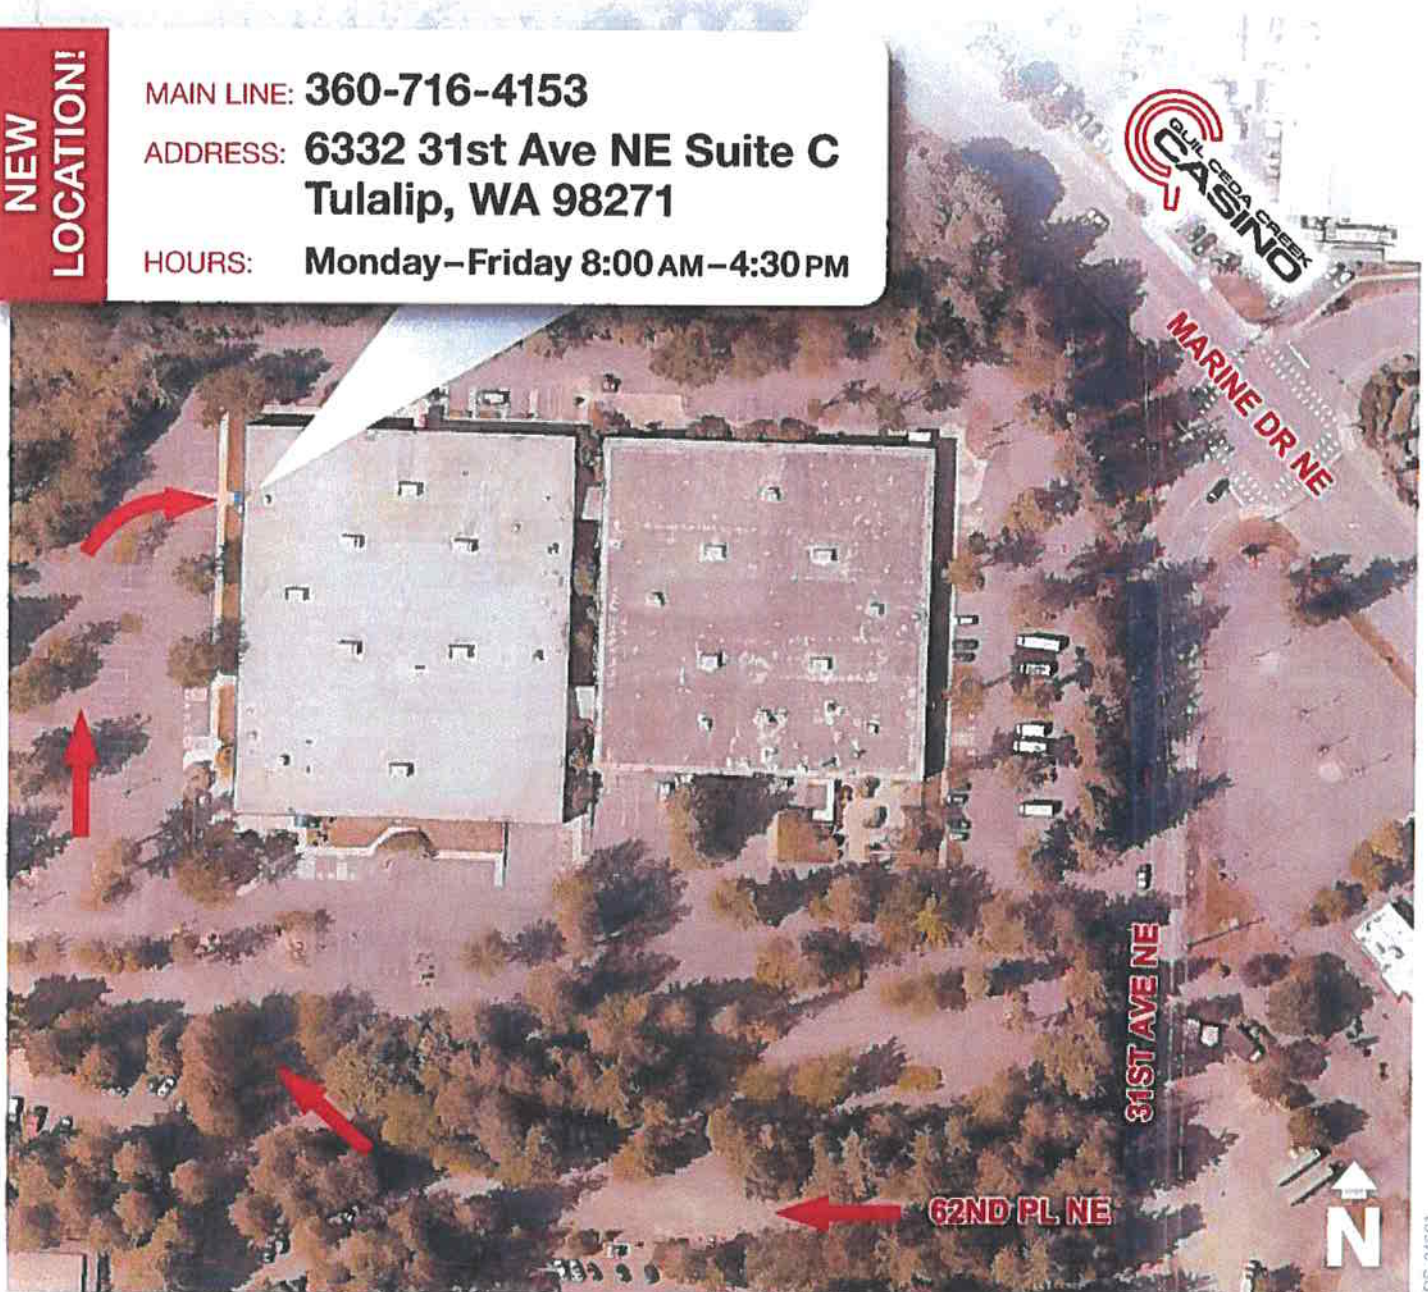 NEW
LOCATION!
MAIN LINE: 360-716-4153
ADDRESS: 6332 31st Ave NE Suite C
Tulalip, WA 98271
HOURS: Monday–Friday 8:00 AM–4:30 PM
QUIL CEDA CREEK
CASINO
MARINE DR NE
31ST AVE NE
62ND PL NE
N